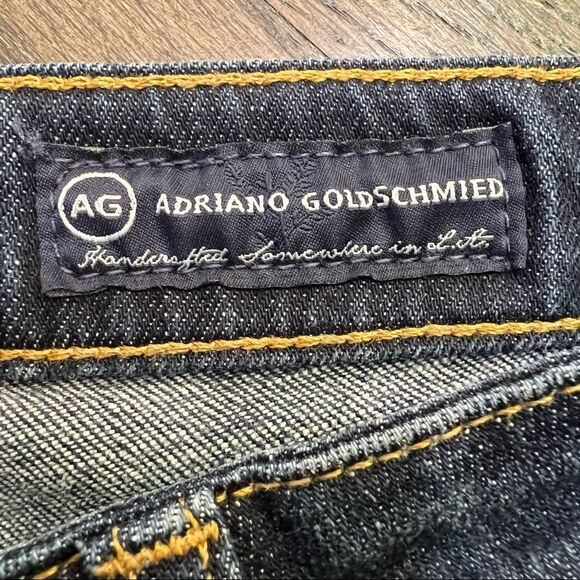 AG ADRIANO GOLDSCHMIED
Handcrafted Somewhere in L.A.